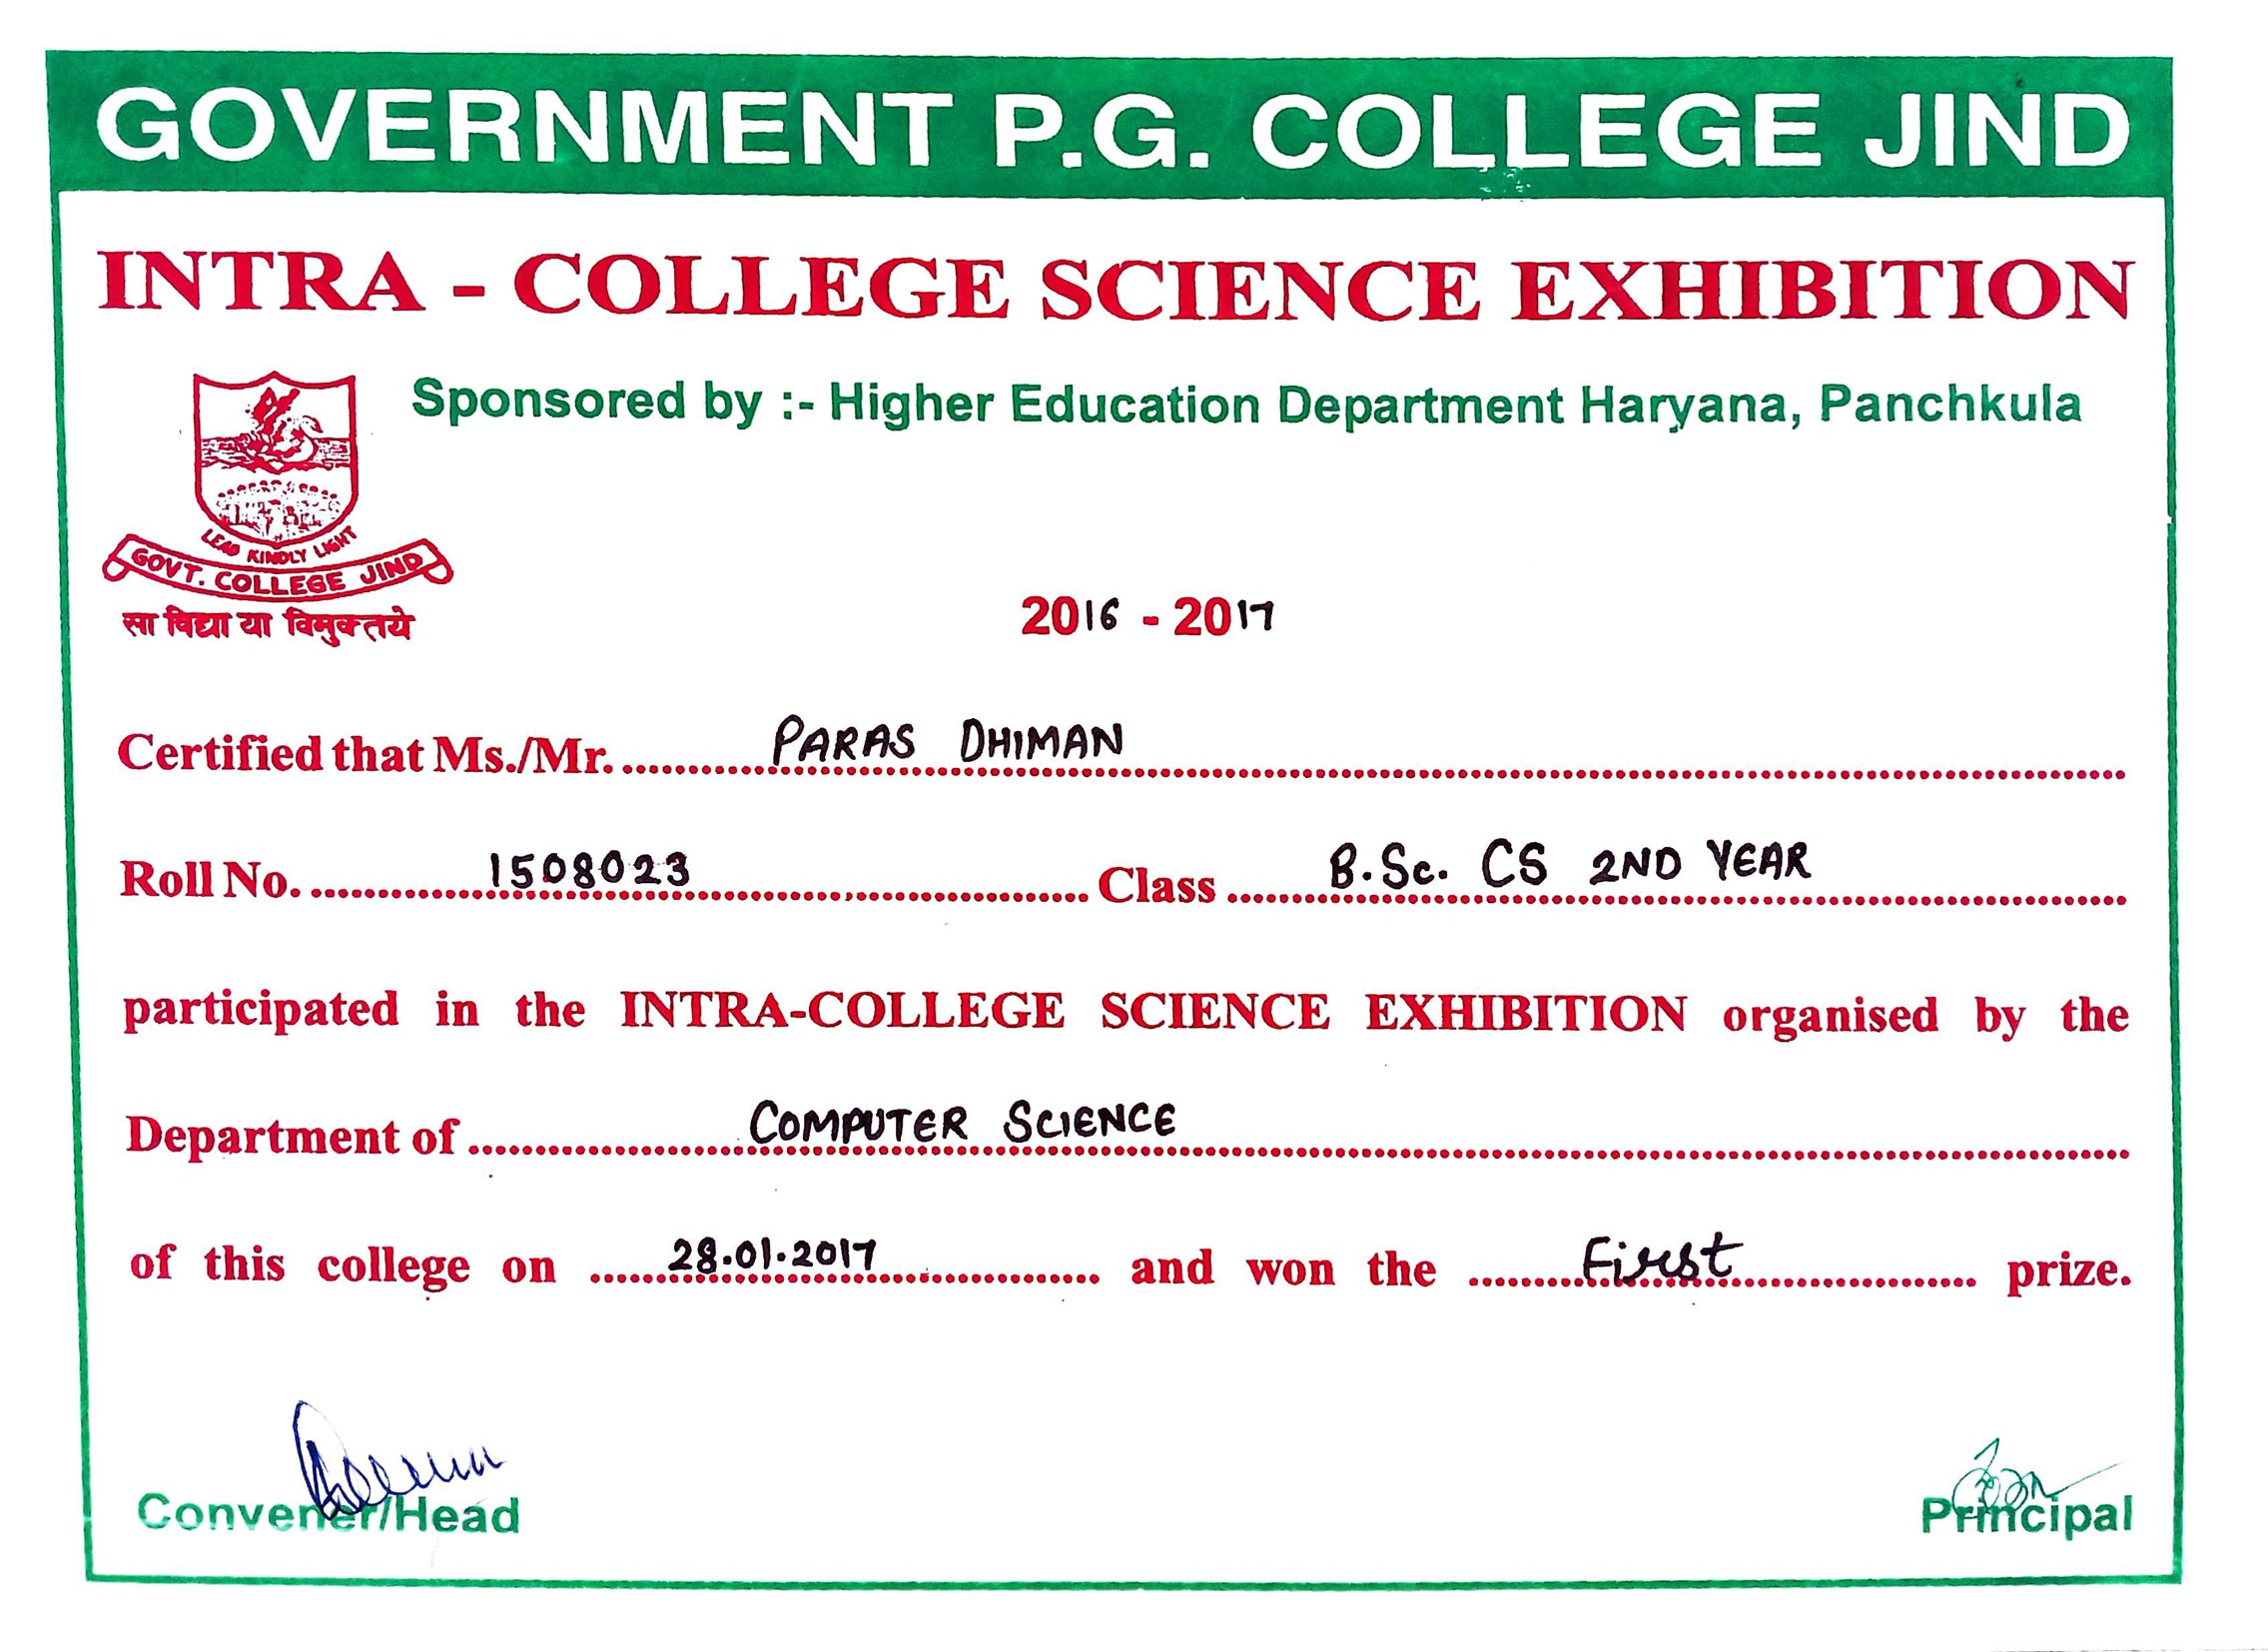 GOVERNMENT P.G. COLLEGE JIND
INTRA - COLLEGE SCIENCE EXHIBITION
Sponsored by :- Higher Education Department Haryana, Panchkula
LEAD KINDLY LIGHT
GOVT. COLLEGE JIND
सा विद्या या विमुक्तये
2016 - 2017
Certified that Ms./Mr. PARAS DHIMAN
Roll No. 1508023 Class B.Sc. CS 2ND YEAR
participated in the INTRA-COLLEGE SCIENCE EXHIBITION organised by the
Department of COMPUTER SCIENCE
of this college on 28.01.2017 and won the First prize.
Convener/Head Principal